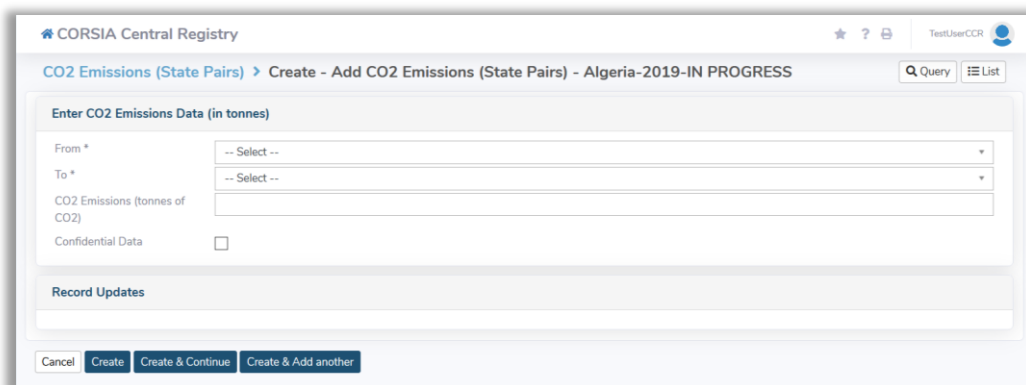 CORSIA Central Registry
? TestUserCCR
CO2 Emissions (State Pairs) > Create - Add CO2 Emissions (State Pairs) - Algeria-2019-IN PROGRESS
Query List
Enter CO2 Emissions Data (in tonnes)
From *
-- Select --
To *
-- Select --
CO2 Emissions (tonnes of
CO2)
Confidential Data
Record Updates
Cancel Create Create & Continue Create & Add another